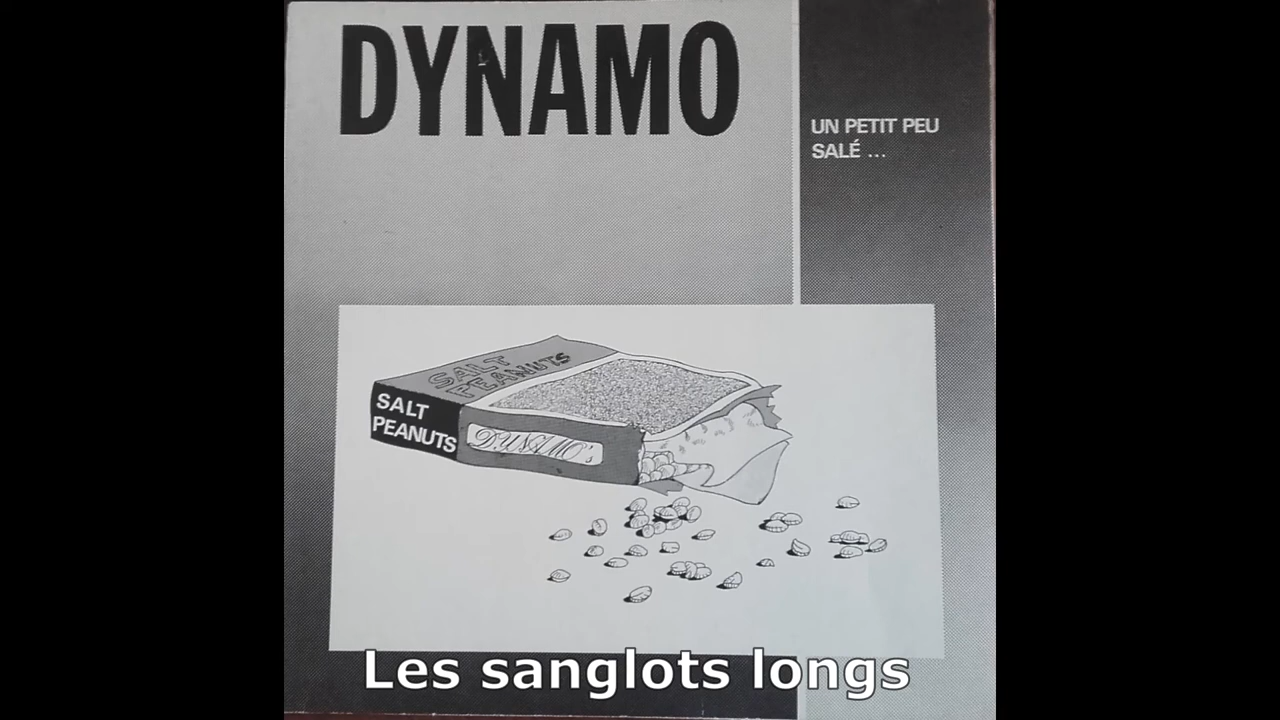 DYNAMO
UN PETIT PEU
SALÉ ...
SALT
PEANUTS
SALT
PEANUTS
DYNAMO's
Les sanglots longs